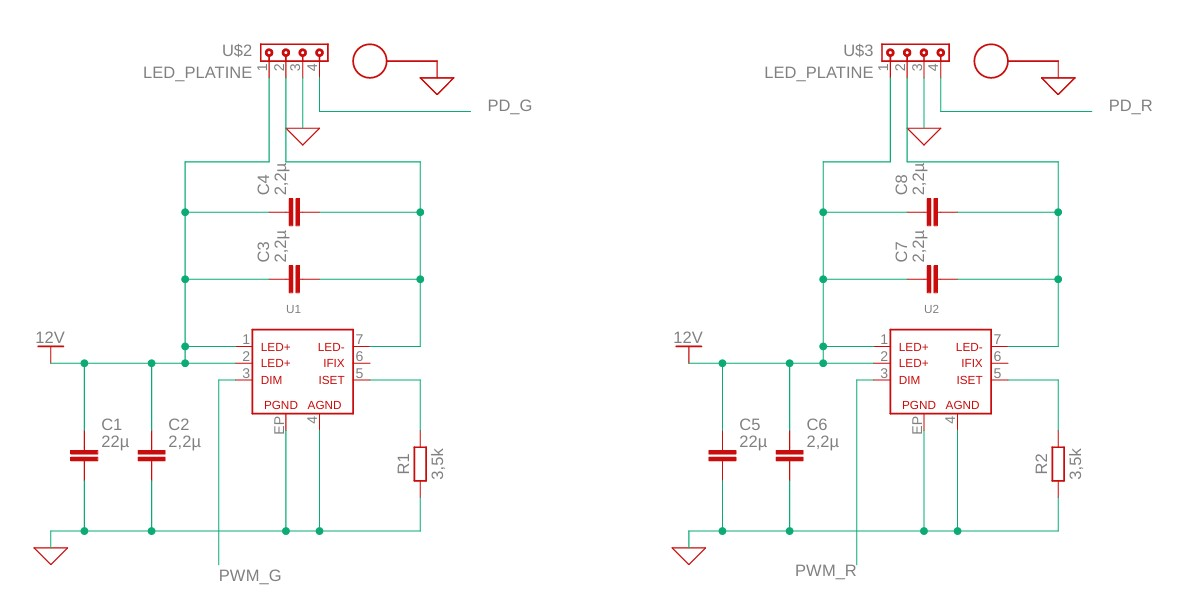 U$2
LED_PLATINE
1 2 3 4
PD_G
C4
2,2µ
C3
2,2µ
U1
12V
1 LED+ LED- 7
2 LED+ IFIX 6
3 DIM ISET 5
PGND AGND
EP 4
C1
22µ
C2
2,2µ
R1
3,5k
PWM_G
U$3
LED_PLATINE
1 2 3 4
PD_R
C8
2,2µ
C7
2,2µ
U2
12V
1 LED+ LED- 7
2 LED+ IFIX 6
3 DIM ISET 5
PGND AGND
EP 4
C5
22µ
C6
2,2µ
R2
3,5k
PWM_R